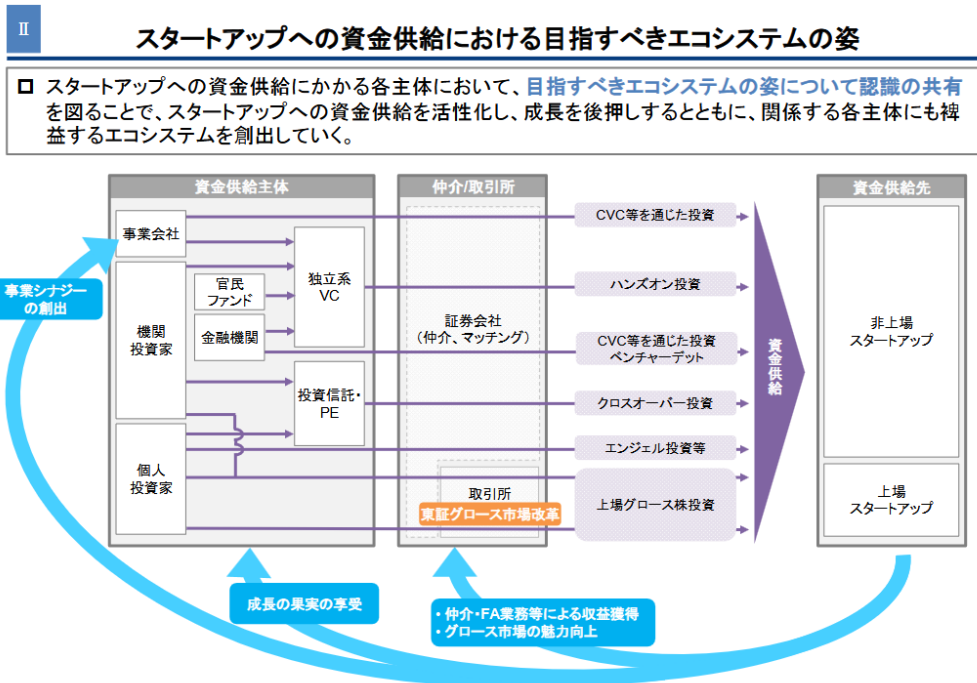 II
スタートアップへの資金供給における目指すべきエコシステムの姿
スタートアップへの資金供給にかかる各主体において、目指すべきエコシステムの姿について認識の共有
を図ることで、スタートアップへの資金供給を活性化し、成長を後押しするとともに、関係する各主体にも裨
益するエコシステムを創出していく。
資金供給主体
仲介/取引所
資金供給先
事業会社
機関
投資家
官民
ファンド
金融機関
独立系
VC
投資信託・
PE
個人
投資家
証券会社
(仲介、マッチング)
取引所
東証グロース市場改革
CVC等を通じた投資
ハンズオン投資
CVC等を通じた投資
ベンチャーデット
クロスオーバー投資
エンジェル投資等
上場グロース株投資
資金供給
非上場
スタートアップ
上場
スタートアップ
事業シナジー
の創出
成長の果実の享受
・仲介・FA業務等による収益獲得
・グロース市場の魅力向上